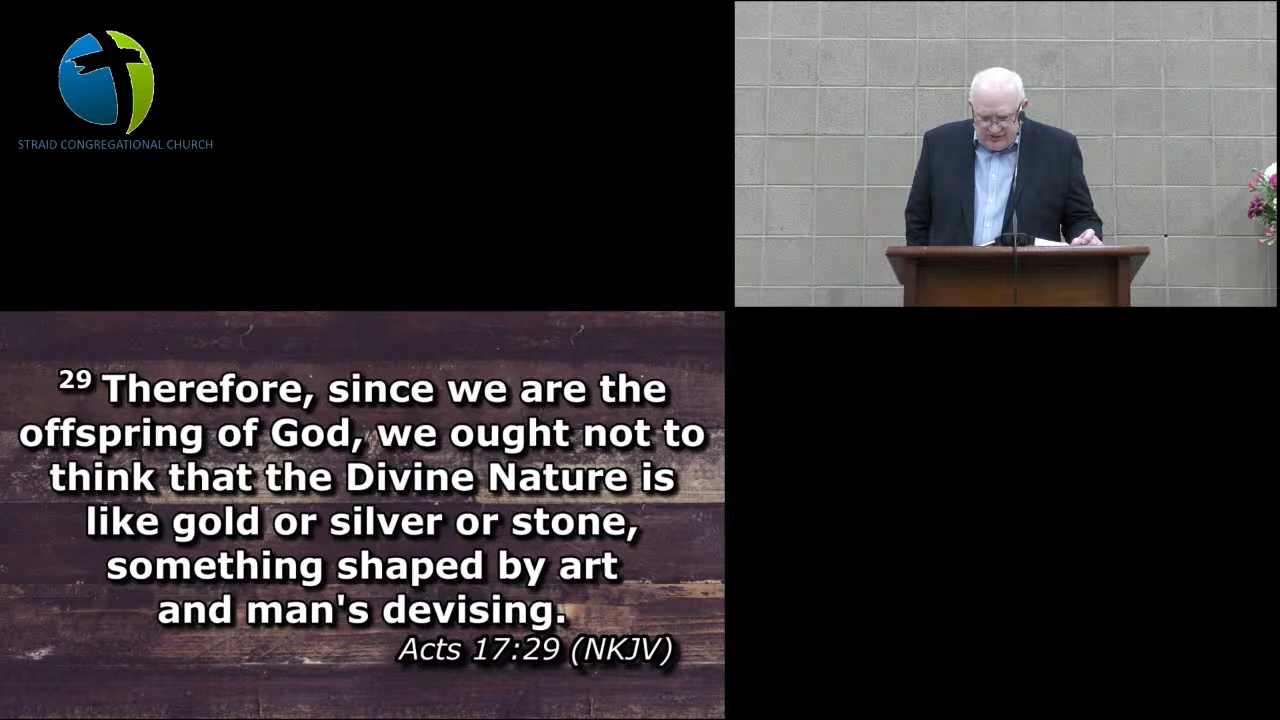 STRAID CONGREGATIONAL CHURCH
29 Therefore, since we are the
offspring of God, we ought not to
think that the Divine Nature is
like gold or silver or stone,
something shaped by art
and man's devising.
Acts 17:29 (NKJV)